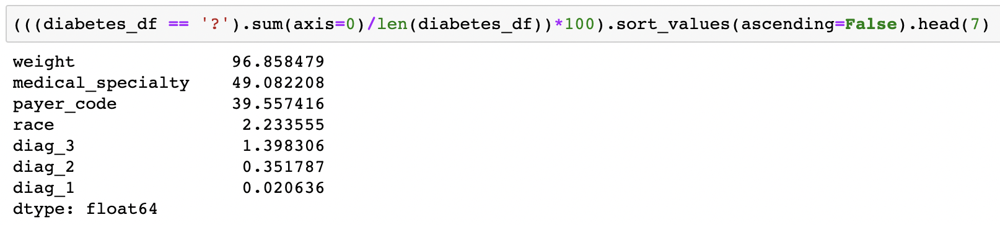 (((diabetes_df == '?').sum(axis=0)/len(diabetes_df))*100).sort_values(ascending=False).head(7)
weight 96.858479
medical_specialty 49.082208
payer_code 39.557416
race 2.233555
diag_3 1.398306
diag_2 0.351787
diag_1 0.020636
dtype: float64